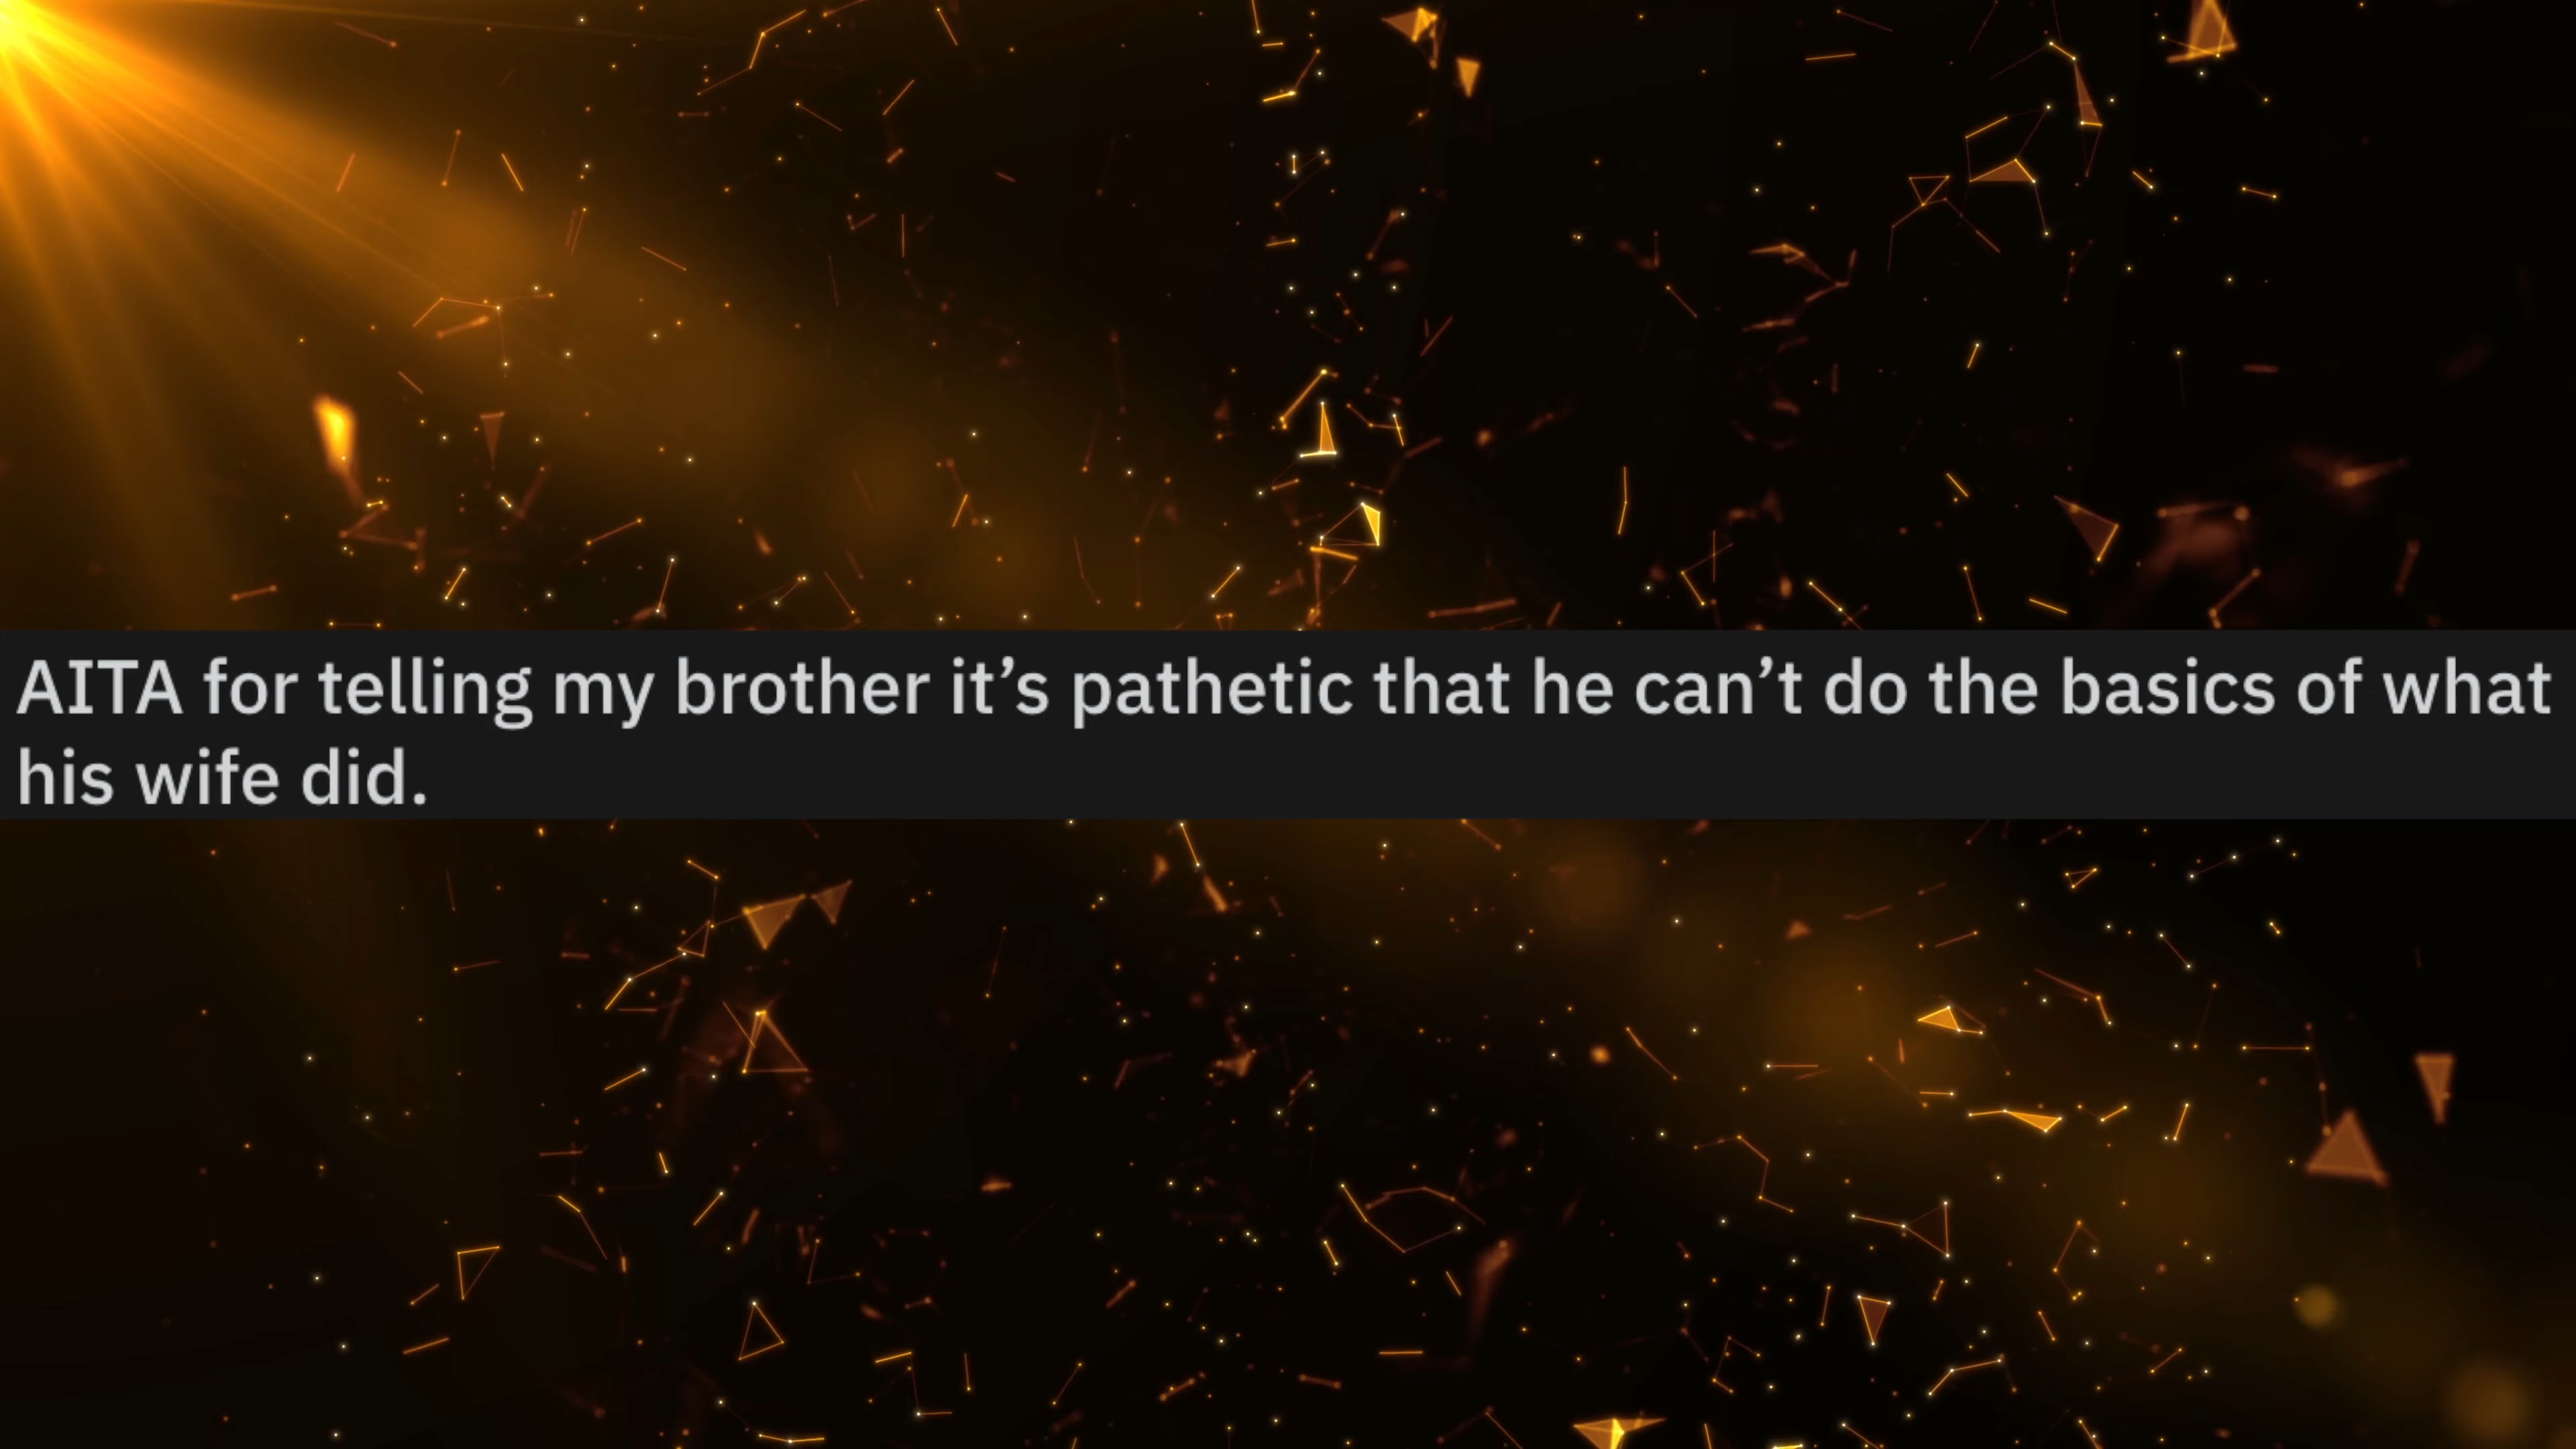 AITA for telling my brother it’s pathetic that he can’t do the basics of what
his wife did.